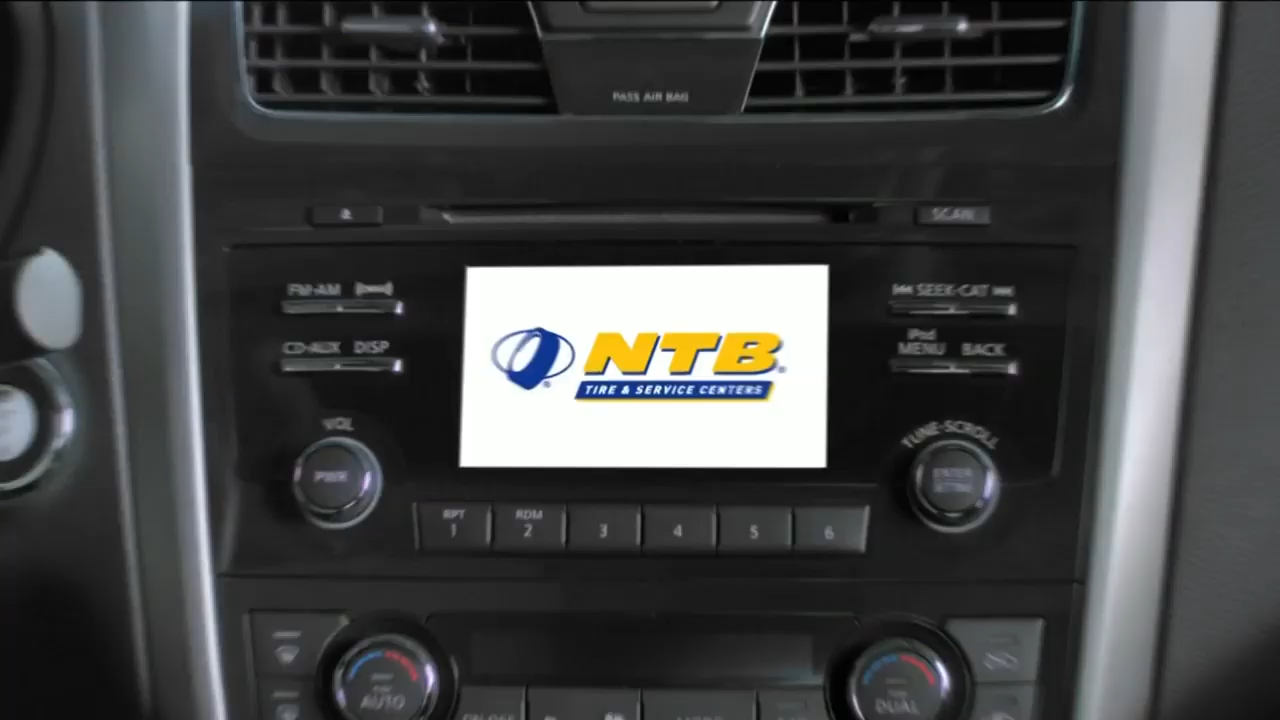 PASS AIR BAG
SCAN
FM-AM
SEEK-CAT
CD-AUX DISP
iPod
MENU BACK
NTB®
TIRE & SERVICE CENTERS
VOL
TUNE-SCROLL
PWR
ENTER
RPT RDM
1 2 3 4 5 6
AUTO
DUAL